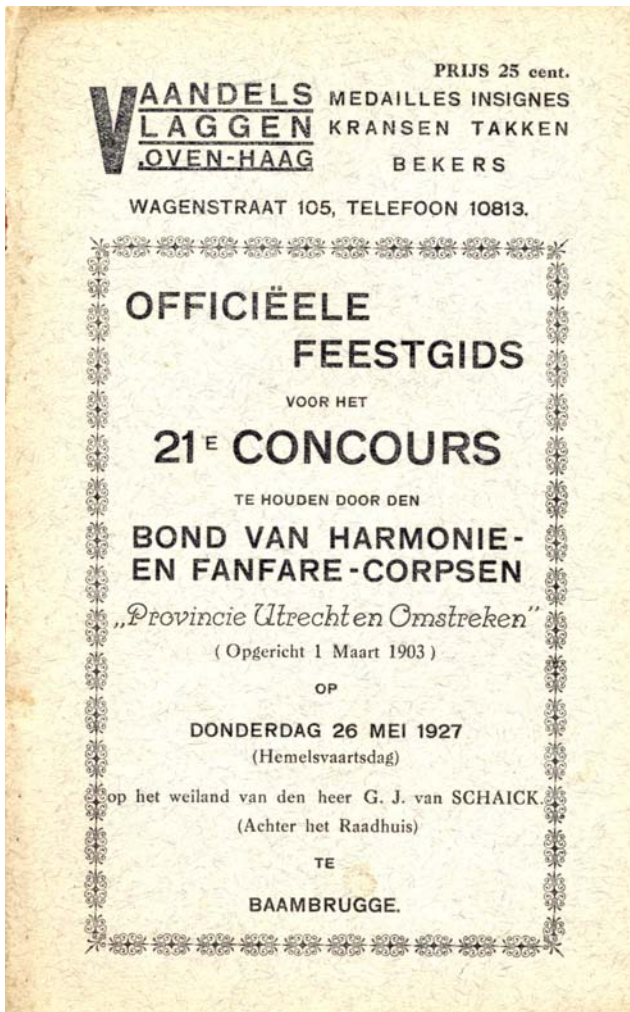 PRIJS 25 cent.
VAANDELS
VLAGGEN
V.OVEN-HAAG
MEDAILLES INSIGNES
KRANSEN TAKKEN
BEKERS
WAGENSTRAAT 105, TELEFOON 10813.
OFFICIËELE
FEESTGIDS
VOOR HET
21E CONCOURS
TE HOUDEN DOOR DEN
BOND VAN HARMONIE-
EN FANFARE-CORPSEN
„Provincie Utrecht en Omstreken”
( Opgericht 1 Maart 1903 )
OP
DONDERDAG 26 MEI 1927
(Hemelsvaartsdag)
op het weiland van den heer G. J. van SCHAICK.
(Achter het Raadhuis)
TE
BAAMBRUGGE.